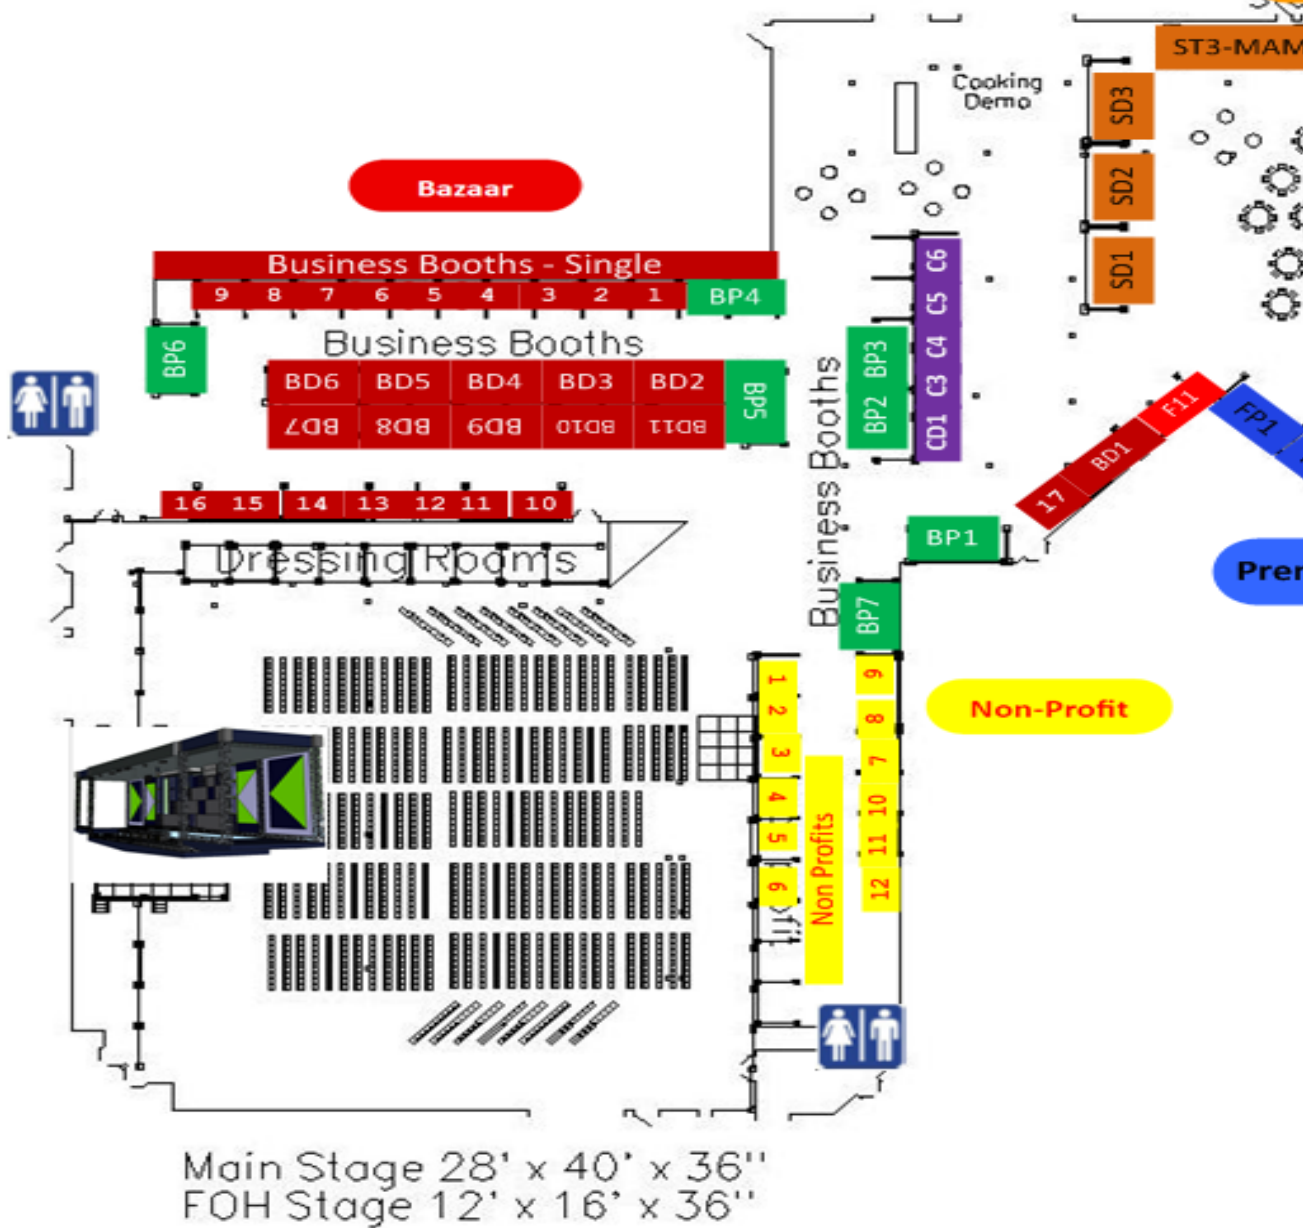 ST3-MAM
Cooking
Demo
SD3
SD2
SD1
Bazaar
Business Booths - Single
9 8 7 6 5 4 3 2 1 BP4
Business Booths
BP6
BD6 BD5 BD4 BD3 BD2
BD7 BD8 BD9 BD10 BD11
BP5
Business Booths
BP3
BP2
C6
C5
C4
C3
CD1
Business Booths
F11
BD1
17
FP1
16 15 14 13 12 11 10
Dressing Rooms
BP1
Prer
BP7
1
2
3
4
5
6
9
8
7
10
11
12
Non-Profit
Non Profits
Main Stage 28' x 40' x 36"
FOH Stage 12' x 16' x 36"